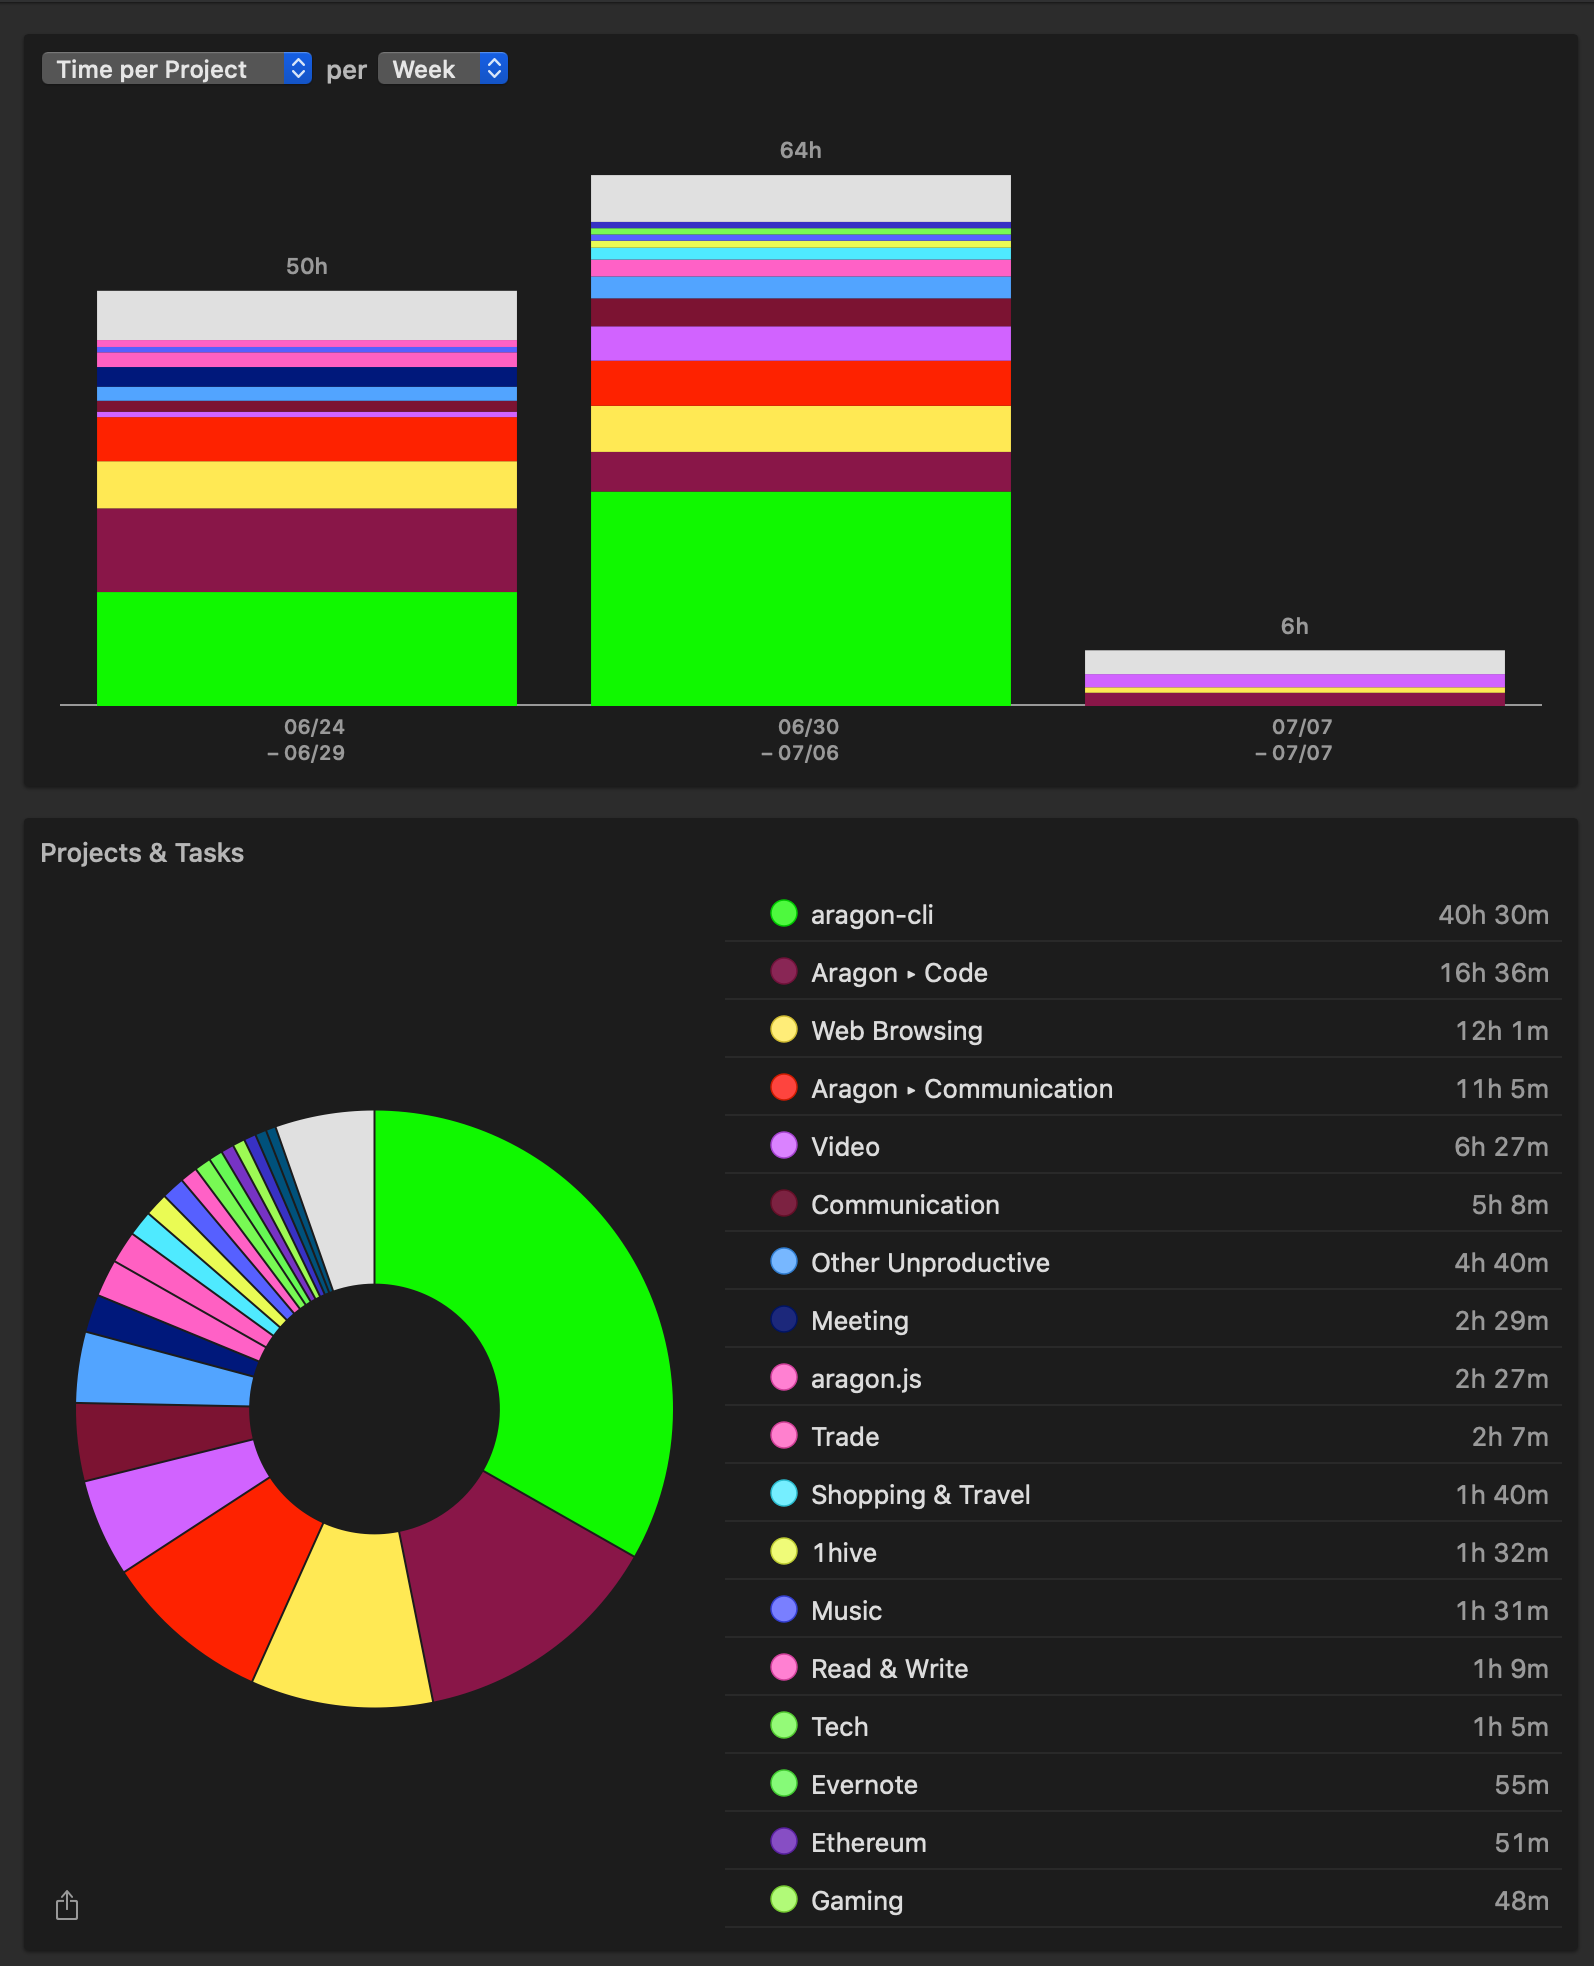 Time per Project per Week
64h
50h
6h
06/24 06/30 07/07
– 06/29 – 07/06 – 07/07
Projects & Tasks
aragon-cli 40h 30m
Aragon ▸ Code 16h 36m
Web Browsing 12h 1m
Aragon ▸ Communication 11h 5m
Video 6h 27m
Communication 5h 8m
Other Unproductive 4h 40m
Meeting 2h 29m
aragon.js 2h 27m
Trade 2h 7m
Shopping & Travel 1h 40m
1hive 1h 32m
Music 1h 31m
Read & Write 1h 9m
Tech 1h 5m
Evernote 55m
Ethereum 51m
Gaming 48m